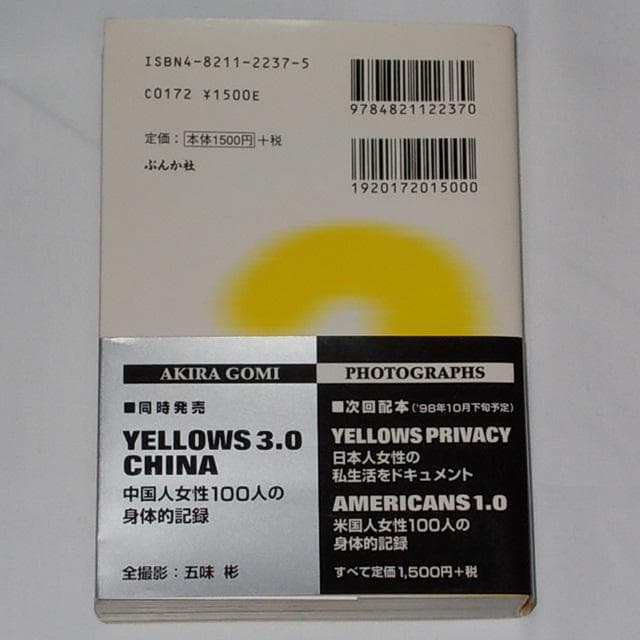 ISBN4-8211-2237-5
C0172 ¥1500E
定価：本体1500円＋税
ぶんか社
9784821122370
1920172015000
AKIRA GOMI PHOTOGRAPHS
■同時発売
YELLOWS 3.0
CHINA
中国人女性100人の
身体的記録
全撮影：五味 彬
■次回配本（'98年10月下旬予定）
YELLOWS PRIVACY
日本人女性の
私生活をドキュメント
AMERICANS 1.0
米国人女性100人の
身体的記録
すべて定価1,500円＋税